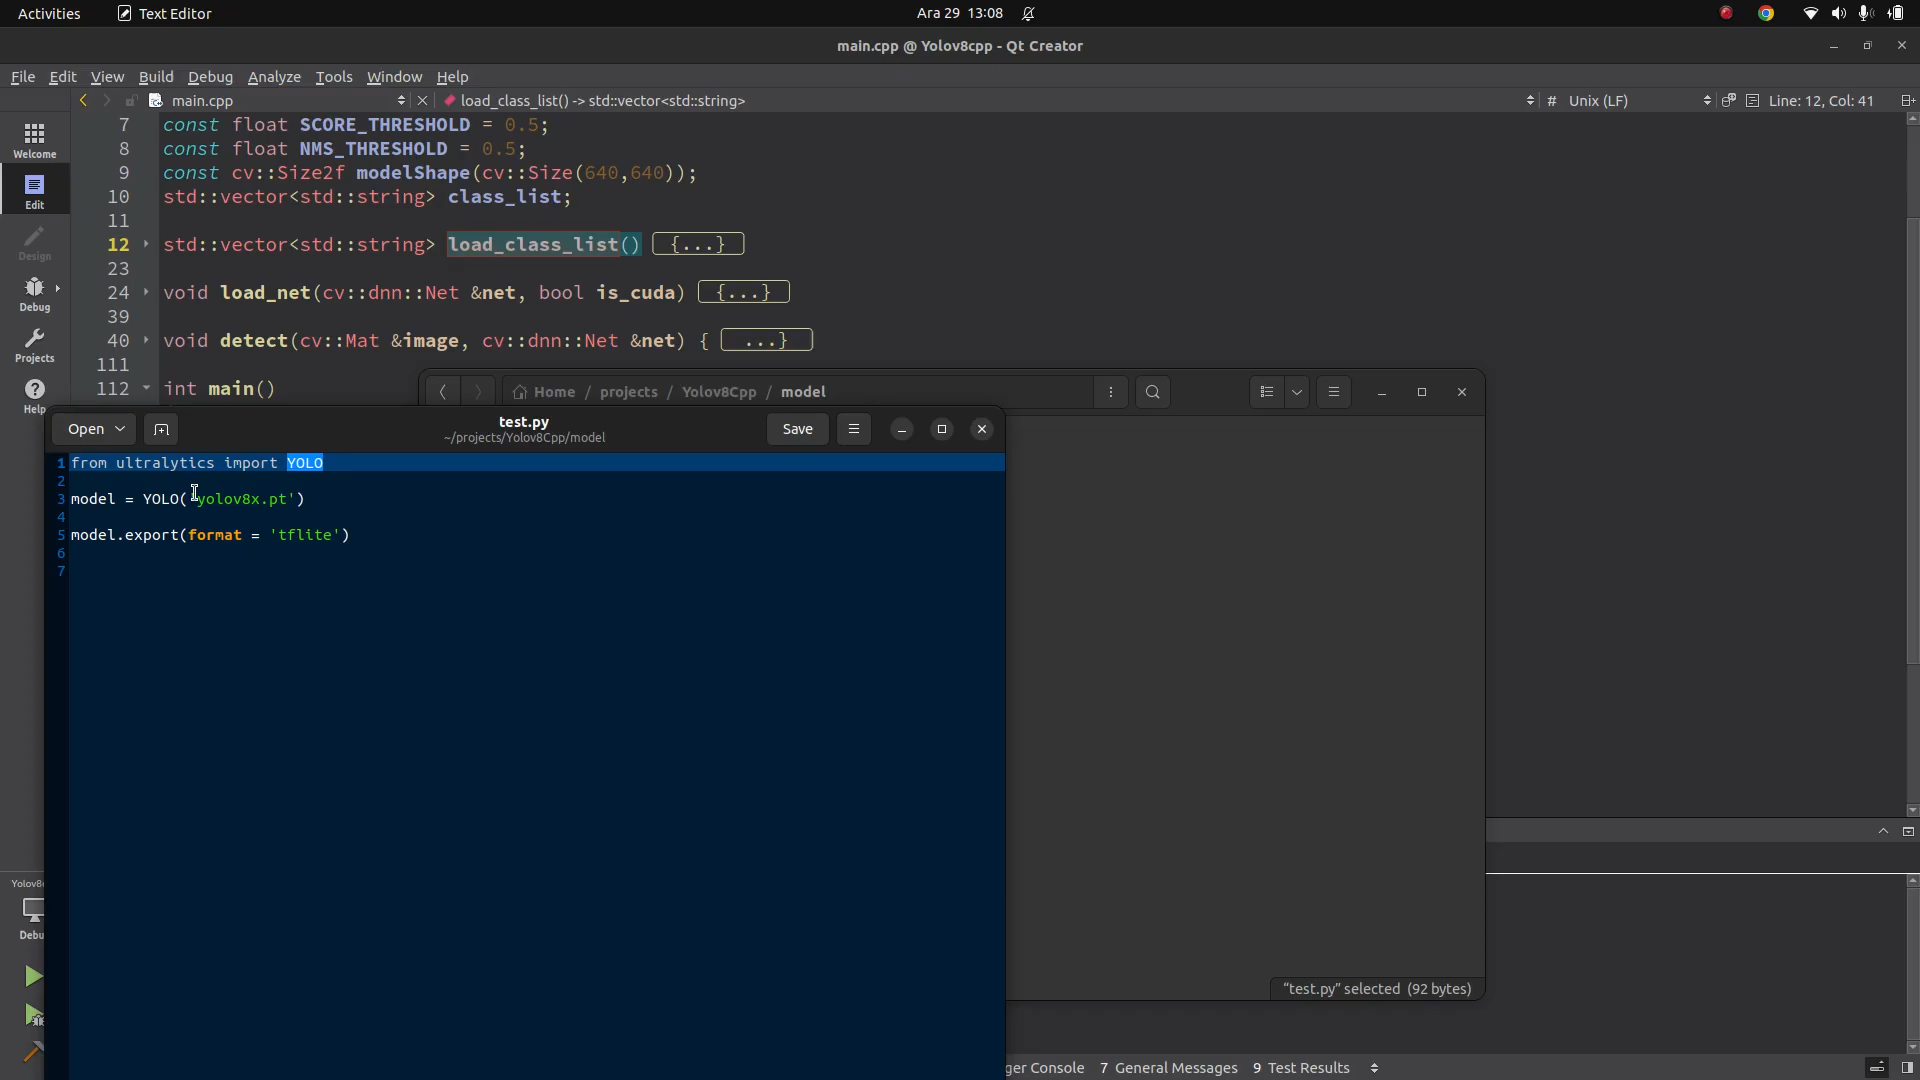 Activities
Text Editor
Ara 29 13:08
main.cpp @ Yolov8cpp - Qt Creator
File Edit View Build Debug Analyze Tools Window Help
main.cpp
load_class_list() -> std::vector<std::string>
# Unix (LF)
Line: 12, Col: 41
Welcome
Edit
Design
Debug
Projects
Help
7 const float SCORE_THRESHOLD = 0.5;
8 const float NMS_THRESHOLD = 0.5;
9 const cv::Size2f modelShape(cv::Size(640,640));
10 std::vector<std::string> class_list;
11
12 std::vector<std::string> load_class_list() {...}
23
24 void load_net(cv::dnn::Net &net, bool is_cuda) {...}
39
40 void detect(cv::Mat &image, cv::dnn::Net &net) { ...}
111
112 int main()
Home / projects / Yolov8Cpp / model
Open
test.py
~/projects/Yolov8Cpp/model
Save
1 from ultralytics import YOLO
2
3 model = YOLO('yolov8x.pt')
4
5 model.export(format = 'tflite')
6
7
"test.py" selected (92 bytes)
7 General Messages
9 Test Results